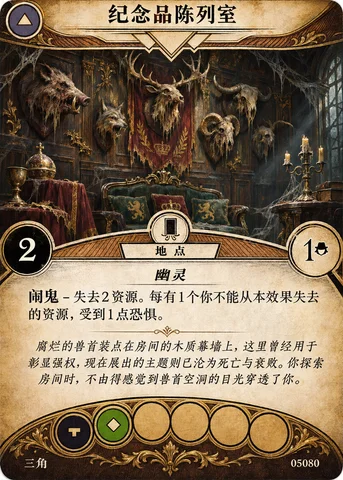 纪念品陈列室
2
地点
1
幽灵
闹鬼 – 失去2资源。每有1个你不能从本效果失去
的资源，受到1点恐惧。
腐烂的兽首装点在房间的木质幕墙上，这里曾经用于
彰显强权，现在展出的主题则已沦为死亡与衰败。你探索
房间时，不由得感觉到兽首空洞的目光穿透了你。
三角
05080